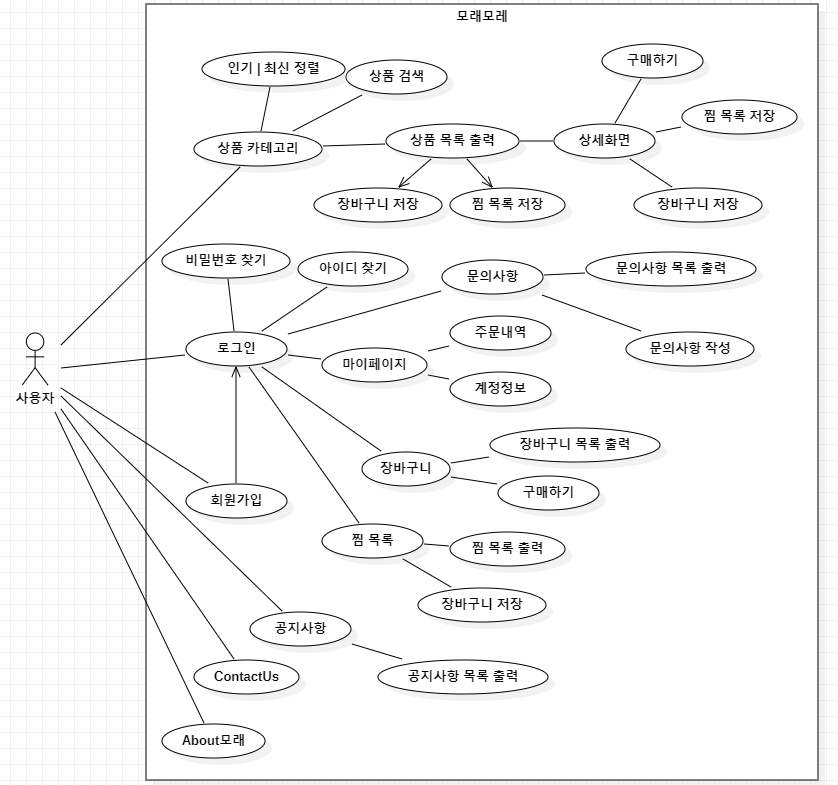 모래모레
인기 | 최신 정렬
상품 검색
구매하기
찜 목록 저장
상품 카테고리
상품 목록 출력
상세화면
장바구니 저장
찜 목록 저장
장바구니 저장
비밀번호 찾기
아이디 찾기
문의사항
문의사항 목록 출력
로그인
주문내역
문의사항 작성
마이페이지
계정정보
사용자
장바구니 목록 출력
장바구니
구매하기
회원가입
찜 목록
찜 목록 출력
장바구니 저장
공지사항
ContactUs
공지사항 목록 출력
About모래